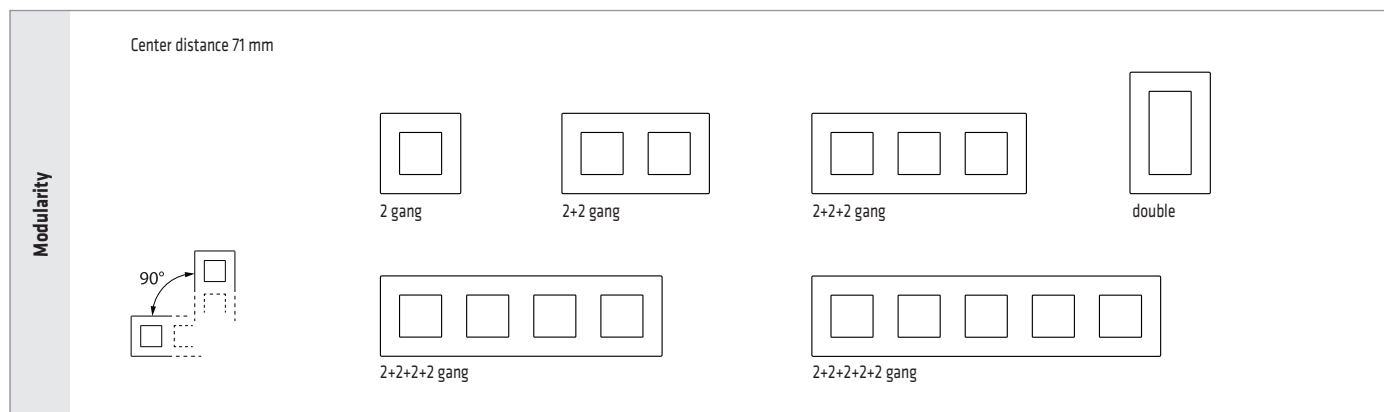 Modularity
Center distance 71 mm
2 gang
2+2 gang
2+2+2 gang
double
90°
2+2+2+2 gang
2+2+2+2+2 gang